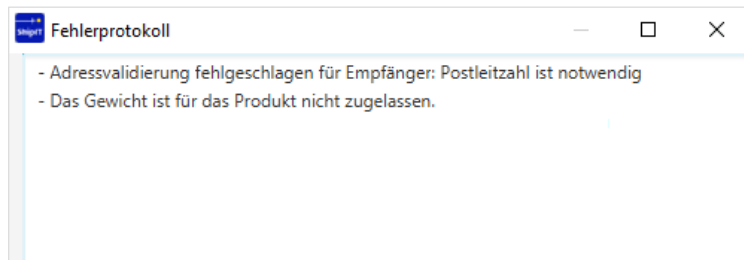 ShipIT Fehlerprotokoll
- Adressvalidierung fehlgeschlagen für Empfänger: Postleitzahl ist notwendig
- Das Gewicht ist für das Produkt nicht zugelassen.